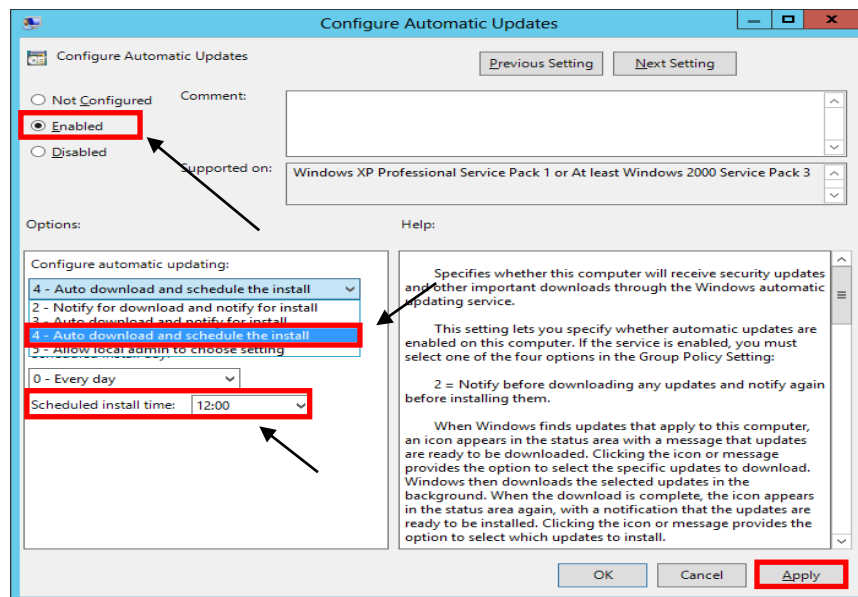 Configure Automatic Updates
Configure Automatic Updates
Previous Setting
Next Setting
Not Configured
Comment:
Enabled
Disabled
Supported on:
Windows XP Professional Service Pack 1 or At least Windows 2000 Service Pack 3
Options:
Help:
Configure automatic updating:
4 - Auto download and schedule the install
2 - Notify for download and notify for install
3 - Auto download and notify for install
4 - Auto download and schedule the install
5 - Allow local admin to choose setting
Scheduled install day:
0 - Every day
Scheduled install time:
12:00
Specifies whether this computer will receive security updates
and other important downloads through the Windows automatic
updating service.
This setting lets you specify whether automatic updates are
enabled on this computer. If the service is enabled, you must
select one of the four options in the Group Policy Setting:
2 = Notify before downloading any updates and notify again
before installing them.
When Windows finds updates that apply to this computer,
an icon appears in the status area with a message that updates
are ready to be downloaded. Clicking the icon or message
provides the option to select the specific updates to download.
Windows then downloads the selected updates in the
background. When the download is complete, the icon appears
in the status area again, with a notification that the updates are
ready to be installed. Clicking the icon or message provides the
option to select which updates to install.
OK
Cancel
Apply